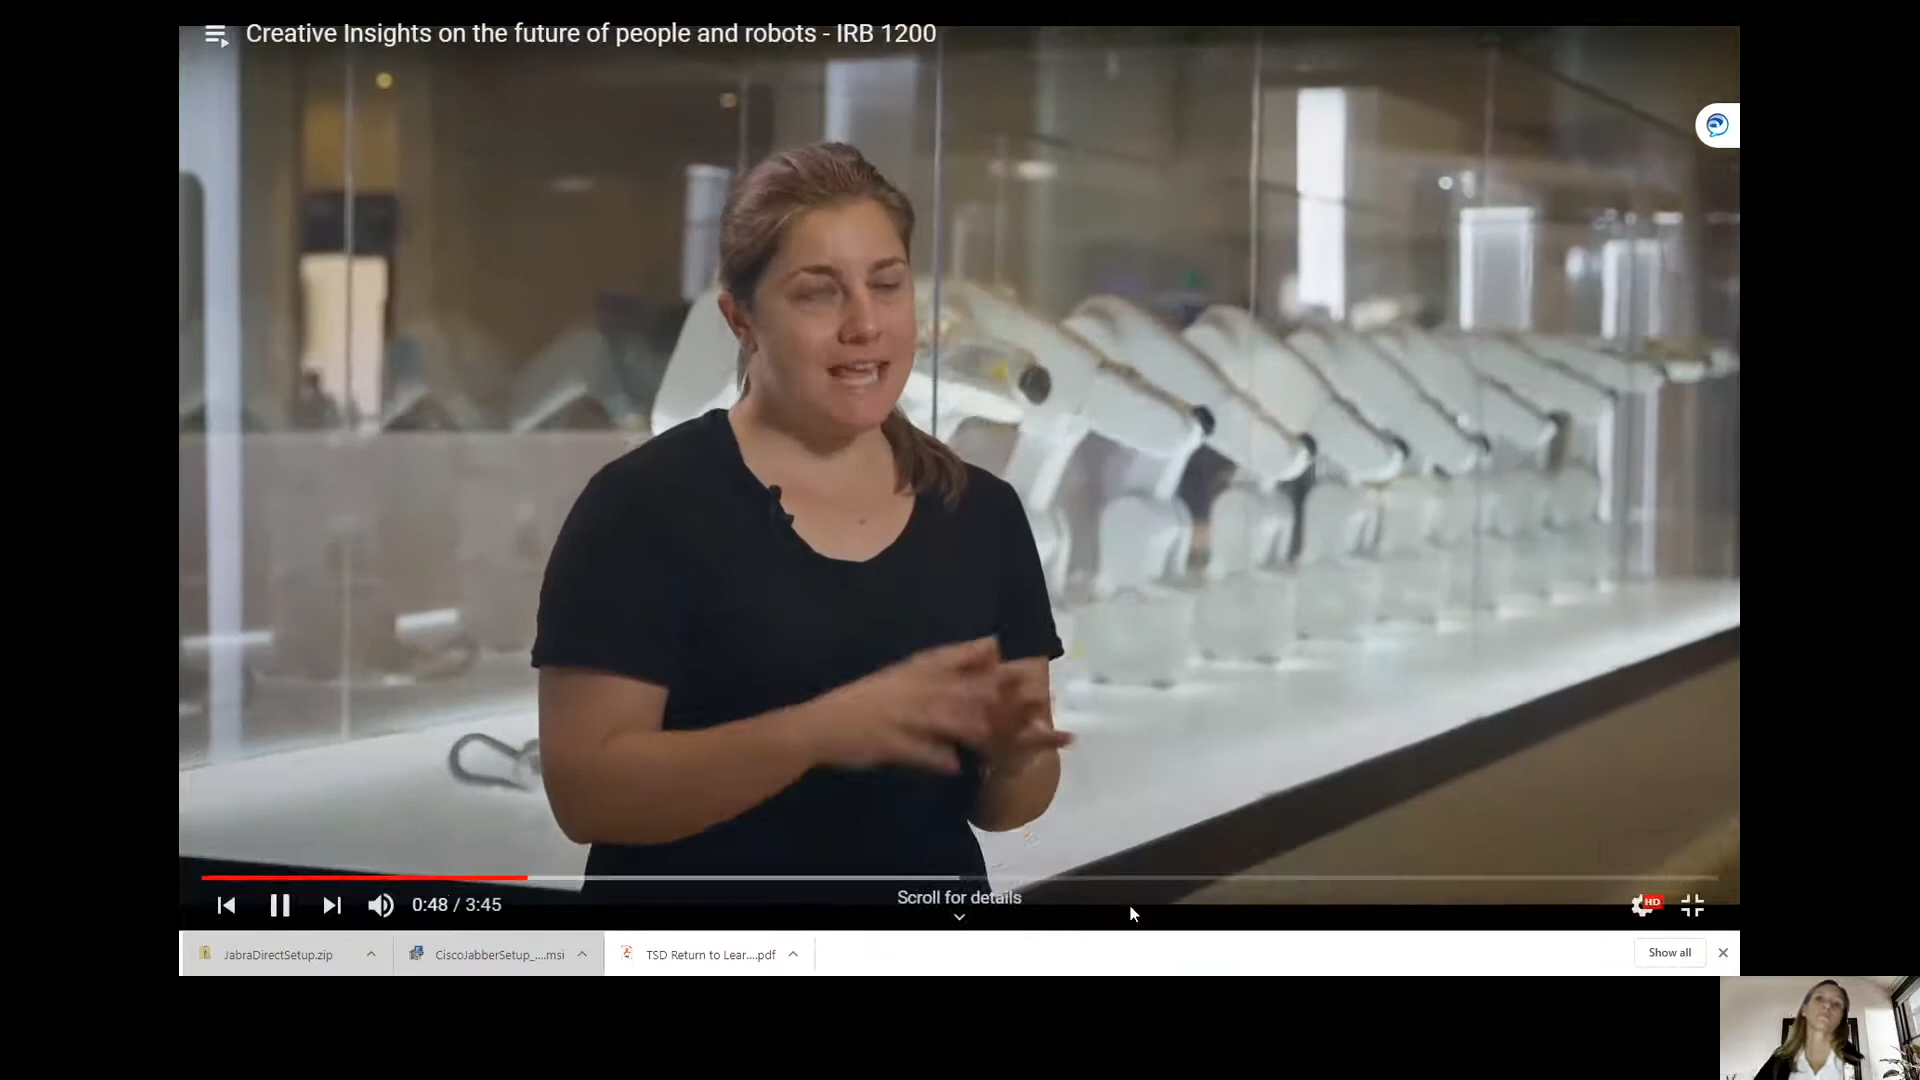 Creative Insights on the future of people and robots - IRB 1200
HD
0:48 / 3:45
Scroll for details
JabraDirectSetup.zip
CiscoJabberSetup_....msi
TSD Return to Lear....pdf
Show all